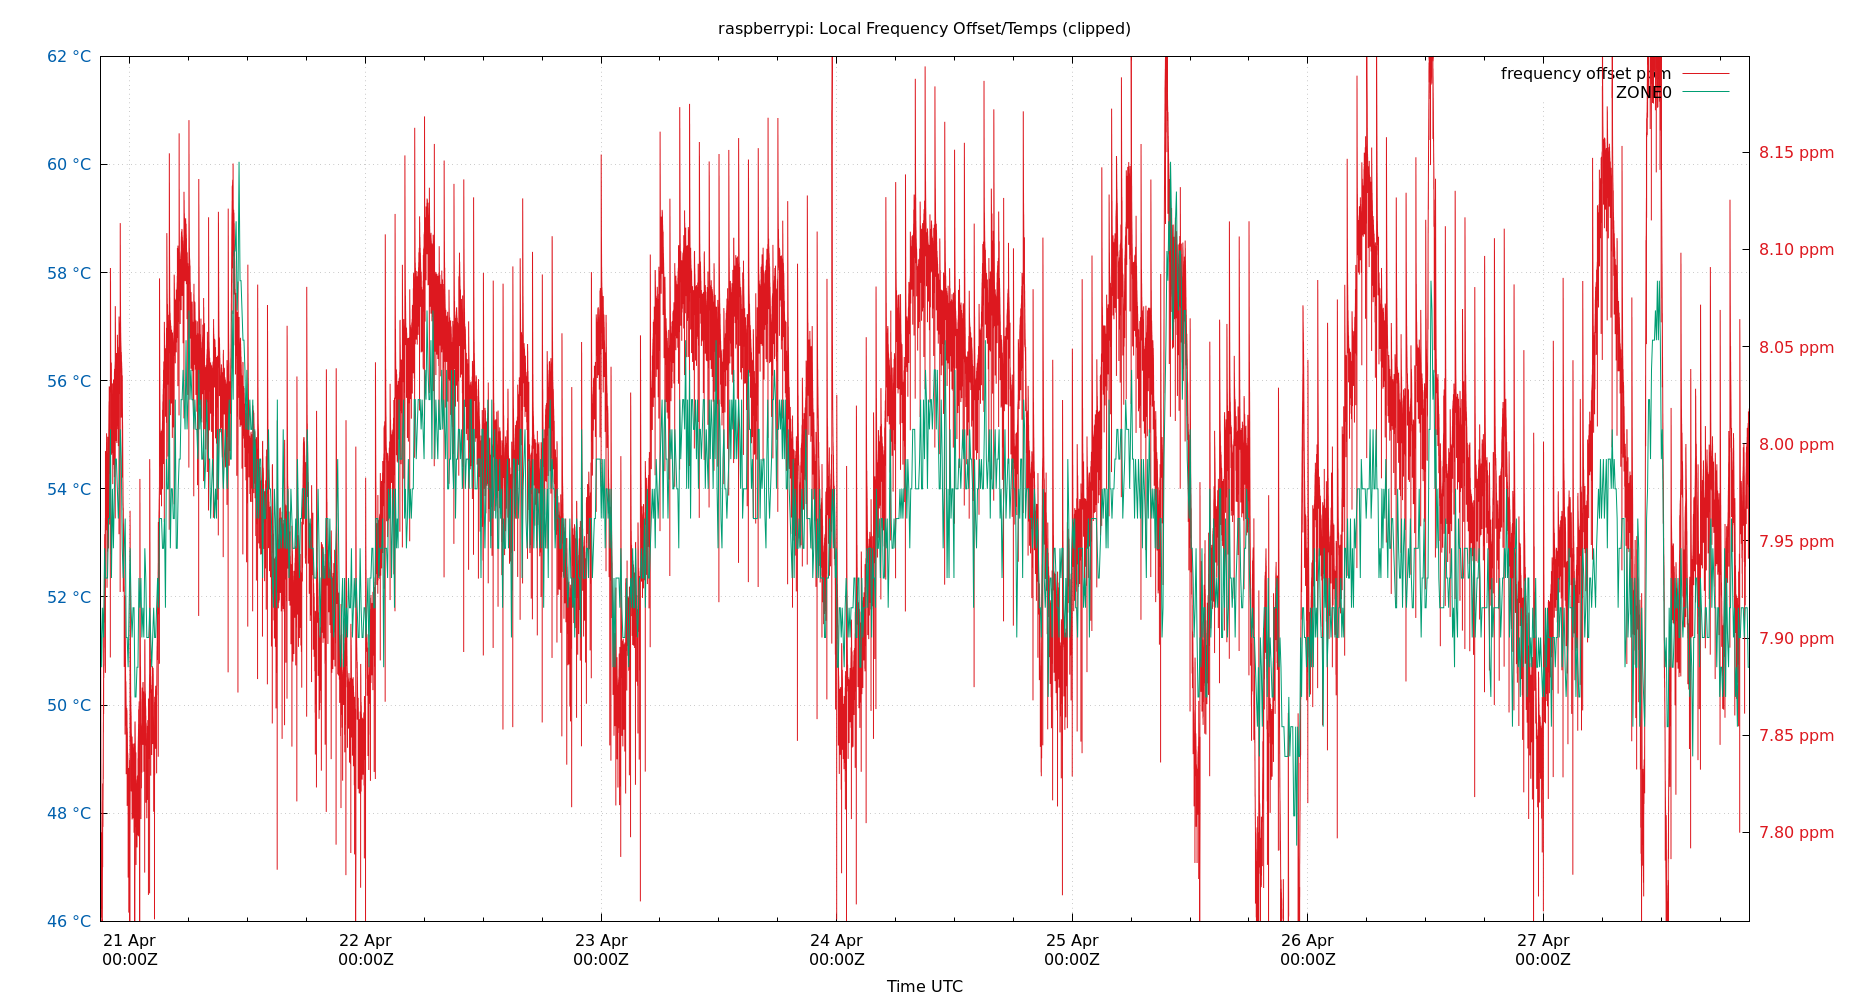 raspberrypi: Local Frequency Offset/Temps (clipped)
62 °C
60 °C
58 °C
56 °C
54 °C
52 °C
50 °C
48 °C
46 °C
frequency offset ppm
ZONE0
8.15 ppm
8.10 ppm
8.05 ppm
8.00 ppm
7.95 ppm
7.90 ppm
7.85 ppm
7.80 ppm
21 Apr
00:00Z
22 Apr
00:00Z
23 Apr
00:00Z
24 Apr
00:00Z
25 Apr
00:00Z
26 Apr
00:00Z
27 Apr
00:00Z
Time UTC